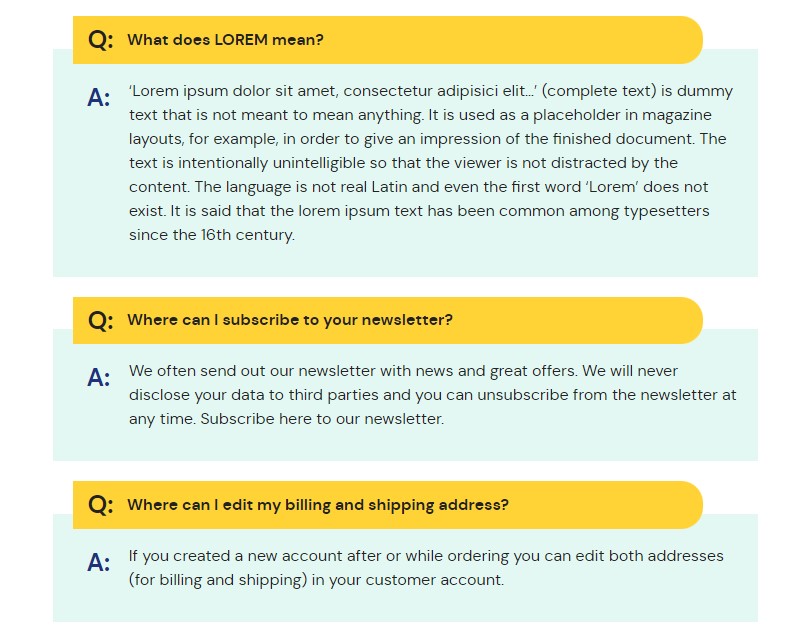 Q: What does LOREM mean?
A: ‘Lorem ipsum dolor sit amet, consectetur adipisici elit…’ (complete text) is dummy
text that is not meant to mean anything. It is used as a placeholder in magazine
layouts, for example, in order to give an impression of the finished document. The
text is intentionally unintelligible so that the viewer is not distracted by the
content. The language is not real Latin and even the first word ‘Lorem’ does not
exist. It is said that the lorem ipsum text has been common among typesetters
since the 16th century.
Q: Where can I subscribe to your newsletter?
A: We often send out our newsletter with news and great offers. We will never
disclose your data to third parties and you can unsubscribe from the newsletter at
any time. Subscribe here to our newsletter.
Q: Where can I edit my billing and shipping address?
A: If you created a new account after or while ordering you can edit both addresses
(for billing and shipping) in your customer account.